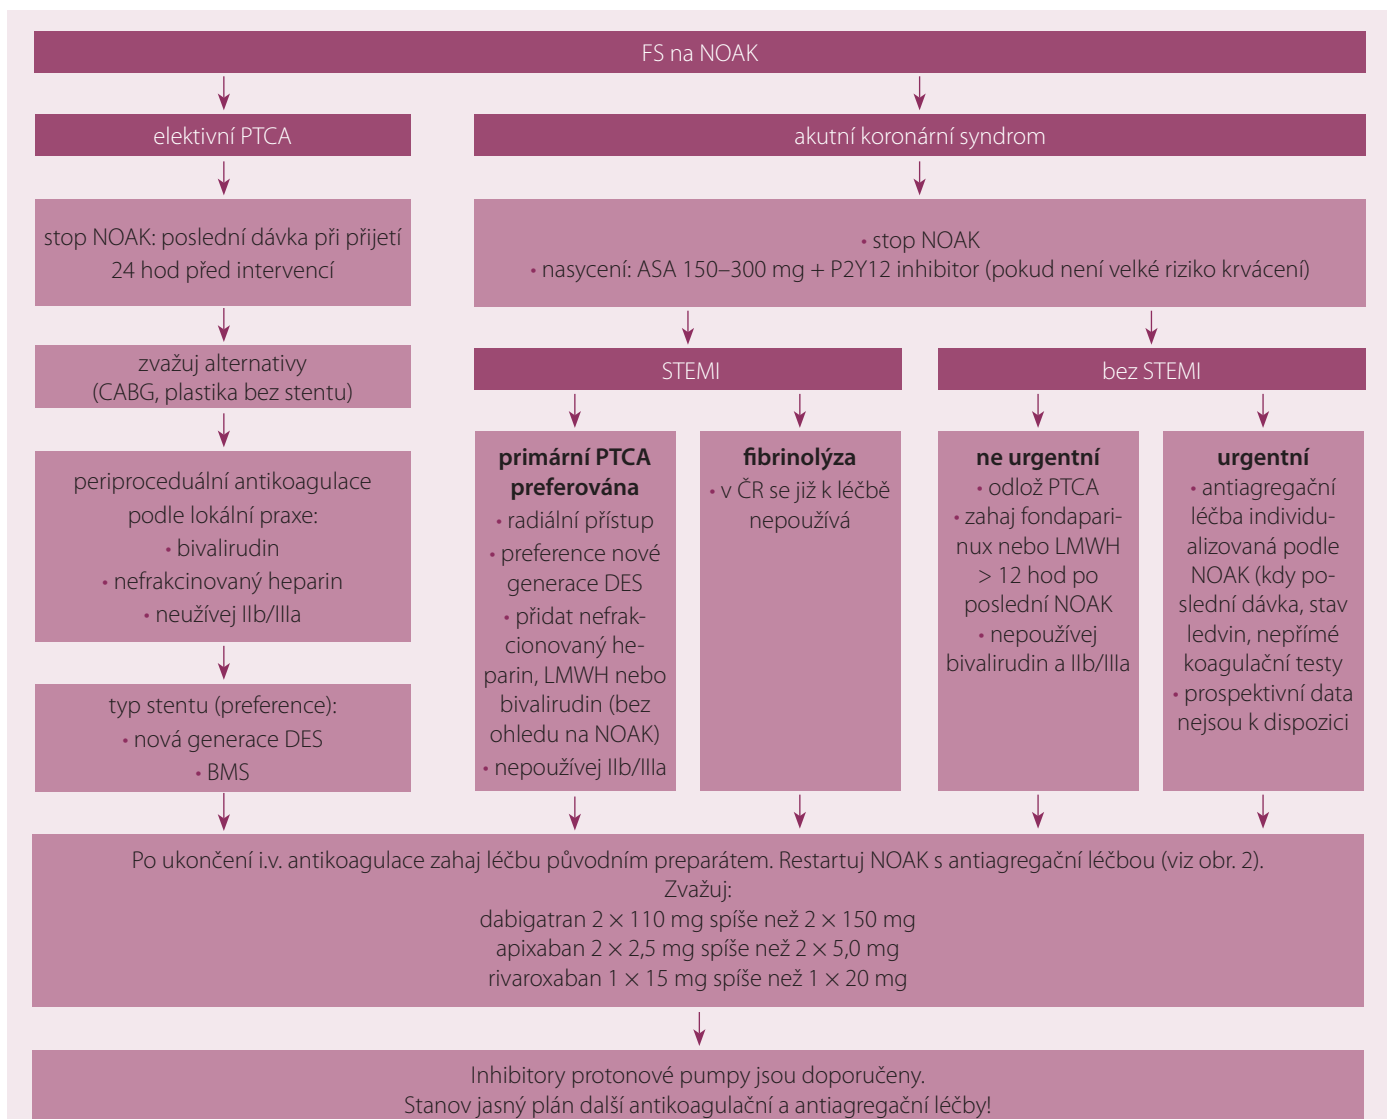 FS na NOAK
elektivní PTCA
stop NOAK: poslední dávka při přijetí
24 hod před intervencí
zvažuj alternativy
(CABG, plastika bez stentu)
periproceduální antikoagulace
podle lokální praxe:
• bivalirudin
• nefrakcinovaný heparin
• neužívej IIb/IIIa
typ stentu (preference):
• nová generace DES
• BMS
akutní koronární syndrom
• stop NOAK
• nasycení: ASA 150–300 mg + P2Y12 inhibitor (pokud není velké riziko krvácení)
STEMI
primární PTCA
preferována
• radiální přístup
• preference nové
generace DES
• přidat nefrak-
cionovaný he-
parin, LMWH nebo
bivalirudin (bez
ohledu na NOAK)
• nepoužívej IIb/IIIa
fibrinolýza
• v ČR se již k léčbě
nepoužívá
bez STEMI
ne urgentní
• odlož PTCA
• zahaj fondapari-
nux nebo LMWH
> 12 hod po
poslední NOAK
• nepoužívej
bivalirudin a IIb/IIIa
urgentní
• antiagregační
léčba individu-
alizovaná podle
NOAK (kdy po-
slední dávka, stav
ledvin, nepřímé
koagulační testy
• prospektivní data
nejsou k dispozici
Po ukončení i.v. antikoagulace zahaj léčbu původním preparátem. Restartuj NOAK s antiagregační léčbou (viz obr. 2).
Zvažuj:
dabigatran 2 × 110 mg spíše než 2 × 150 mg
apixaban 2 × 2,5 mg spíše než 2 × 5,0 mg
rivaroxaban 1 × 15 mg spíše než 1 × 20 mg
Inhibitory protonové pumpy jsou doporučeny.
Stanov jasný plán další antikoagulační a antiagregační léčby!